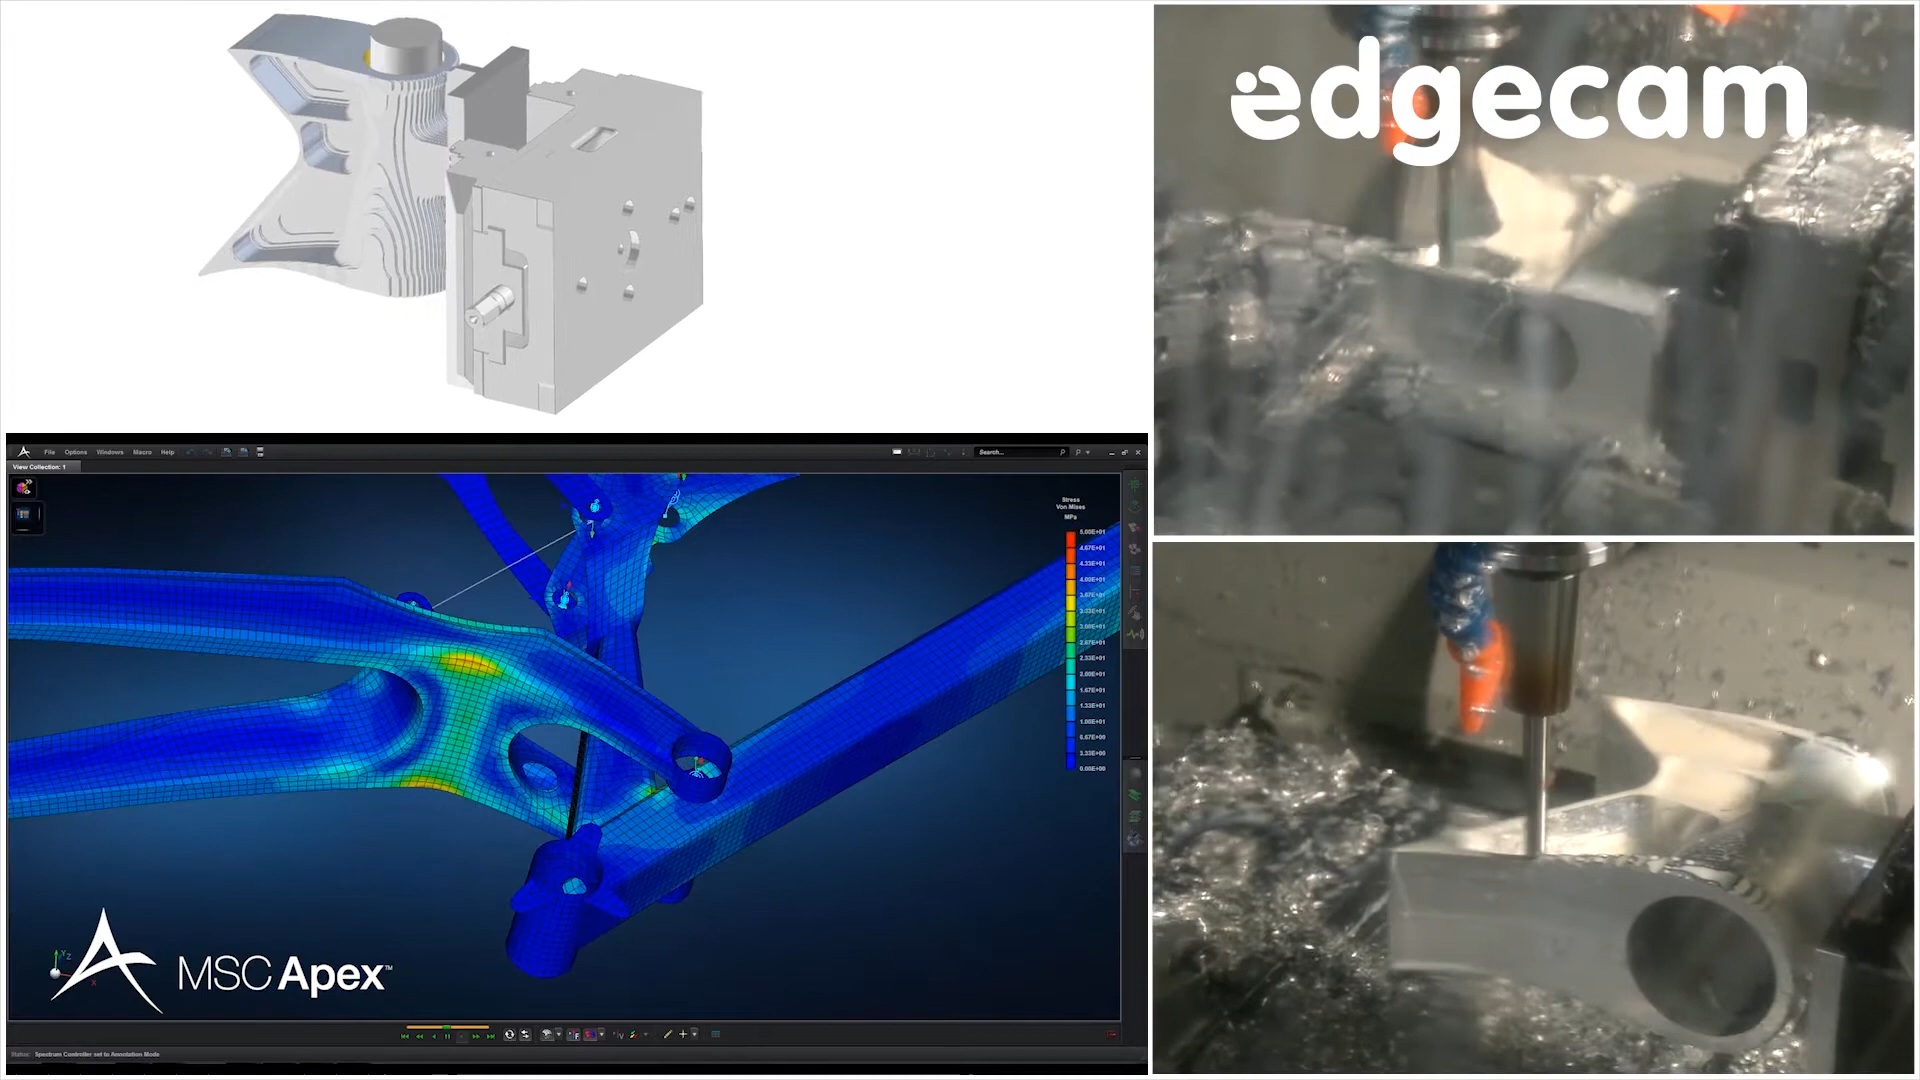 edgecam
File Options Windows Macro Help
Search...
View Collection: 1
Stress
Von Mises
MPa
4.67E+01
4.33E+01
4.00E+01
3.67E+01
3.33E+01
3.00E+01
2.67E+01
2.33E+01
2.00E+01
1.67E+01
1.33E+01
1.00E+01
6.67E+00
3.33E+00
0.00E+00
Y
Z
X
MSC Apex™
Status: Spectrum Controller set to Annotation Mode